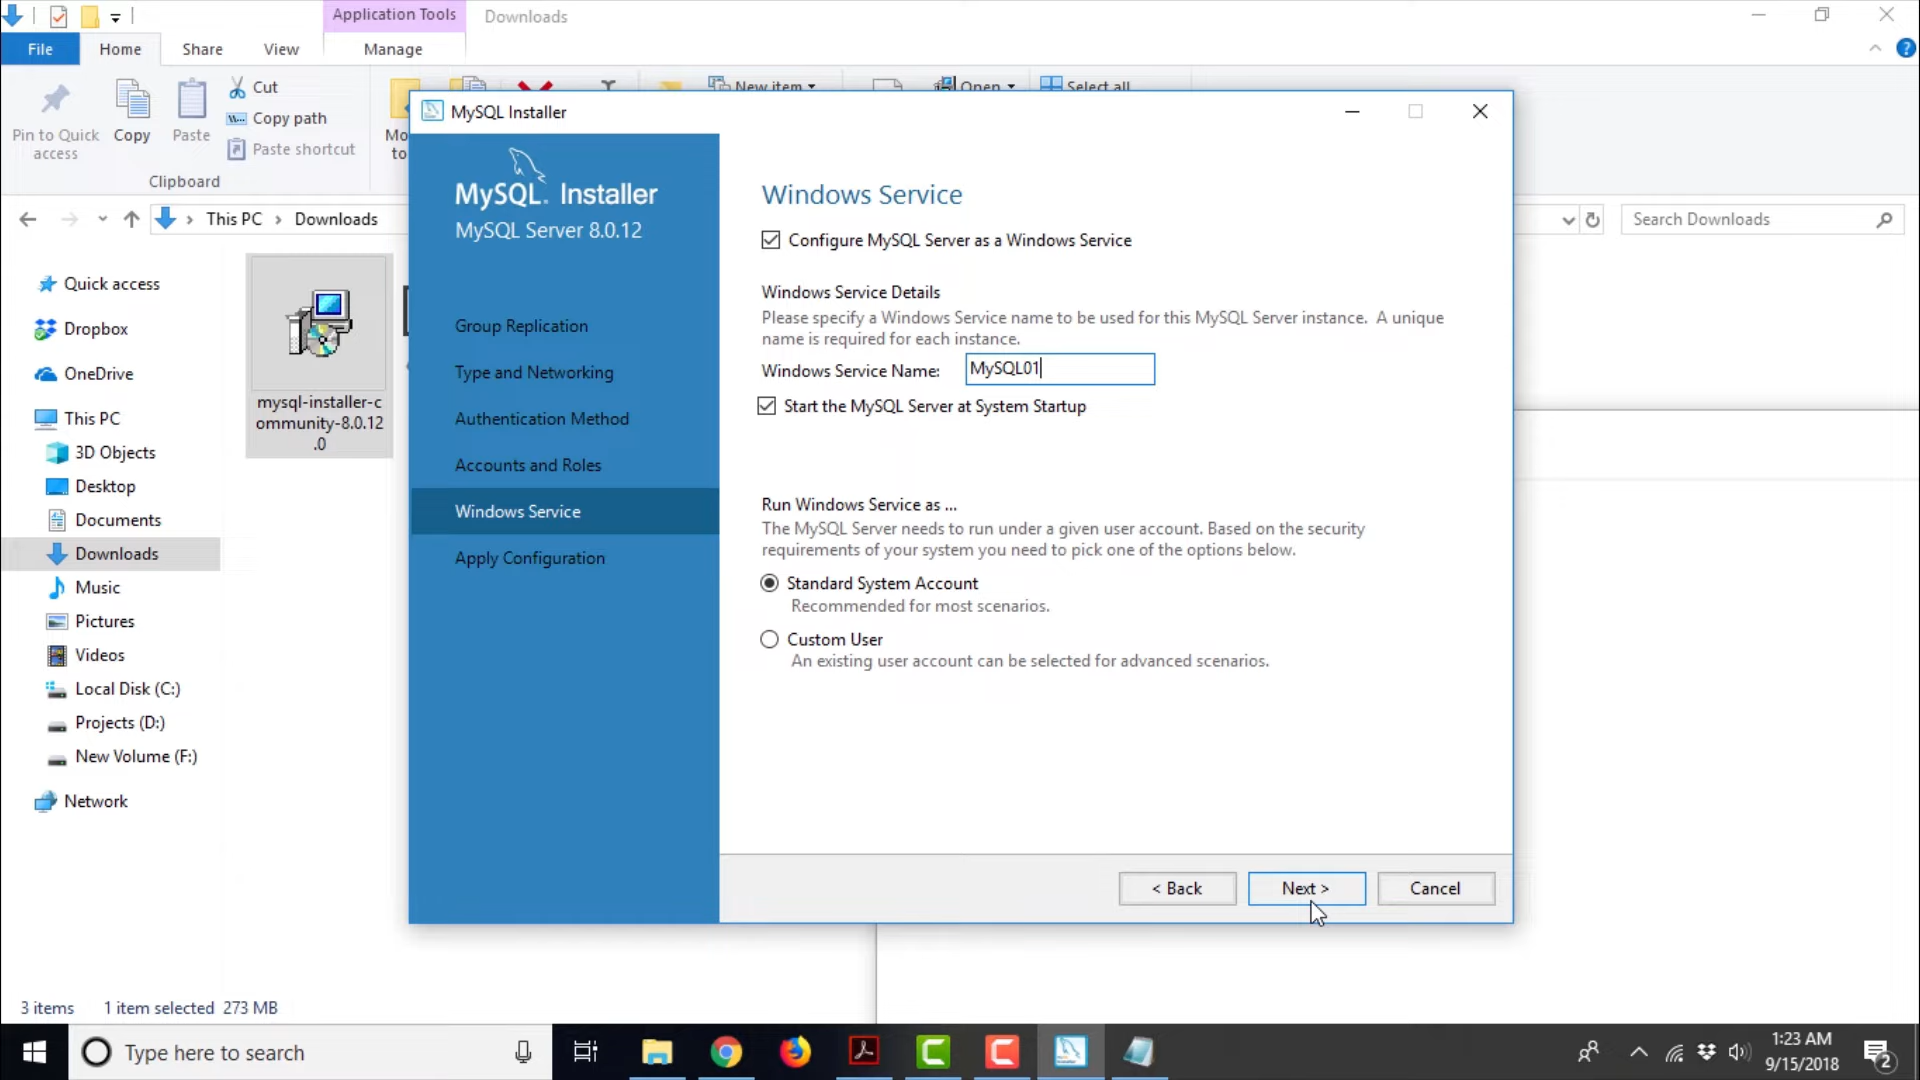 Application Tools
Downloads
File
Home
Share
View
Manage
Pin to Quick
access
Copy
Paste
Cut
Copy path
Paste shortcut
Clipboard
New item
Open
Select all
This PC
Downloads
Search Downloads
Quick access
Dropbox
OneDrive
This PC
3D Objects
Desktop
Documents
Downloads
Music
Pictures
Videos
Local Disk (C:)
Projects (D:)
New Volume (F:)
Network
mysql-installer-c
ommunity-8.0.12
.0
MySQL Installer
MySQL. Installer
MySQL Server 8.0.12
Group Replication
Type and Networking
Authentication Method
Accounts and Roles
Windows Service
Apply Configuration
Windows Service
Configure MySQL Server as a Windows Service
Windows Service Details
Please specify a Windows Service name to be used for this MySQL Server instance. A unique
name is required for each instance.
Windows Service Name: MySQL01
Start the MySQL Server at System Startup
Run Windows Service as ...
The MySQL Server needs to run under a given user account. Based on the security
requirements of your system you need to pick one of the options below.
Standard System Account
Recommended for most scenarios.
Custom User
An existing user account can be selected for advanced scenarios.
< Back
Next >
Cancel
3 items 1 item selected 273 MB
Type here to search
1:23 AM
9/15/2018
2